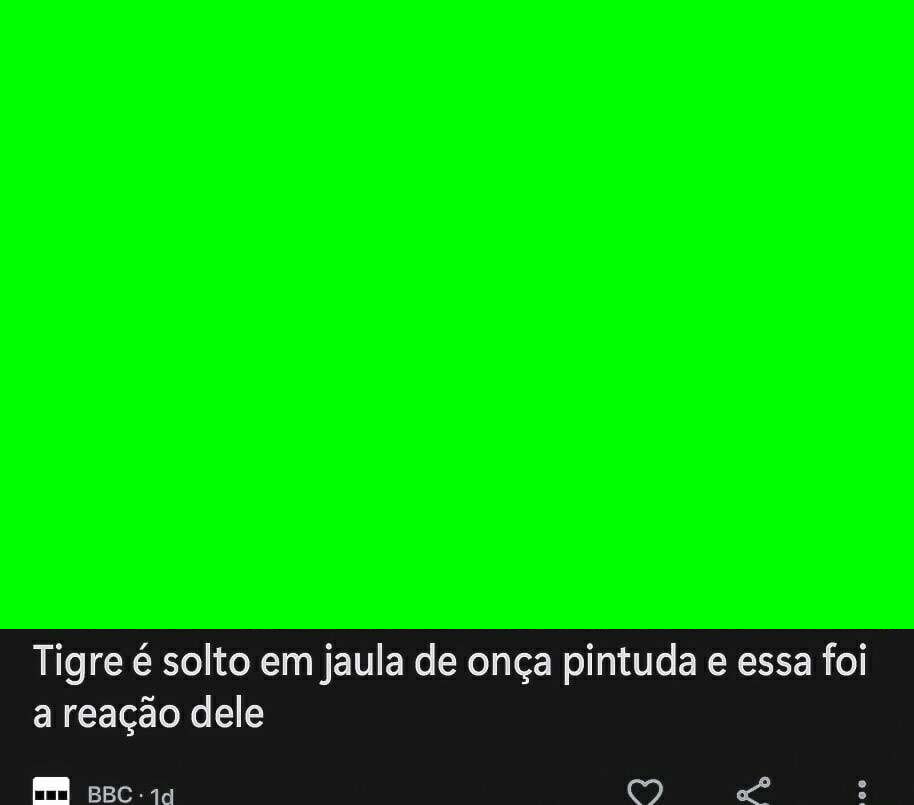 Tigre é solto em jaula de onça pintuda e essa foi
a reação dele
BBC · 1d